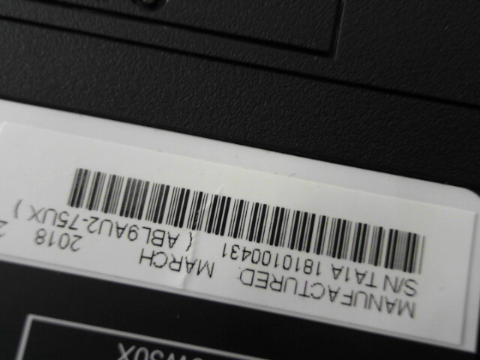 MANUFACTURED: MARCH 2018
S/N TA1A 1810100431 ( ABL9AU2-75UX )